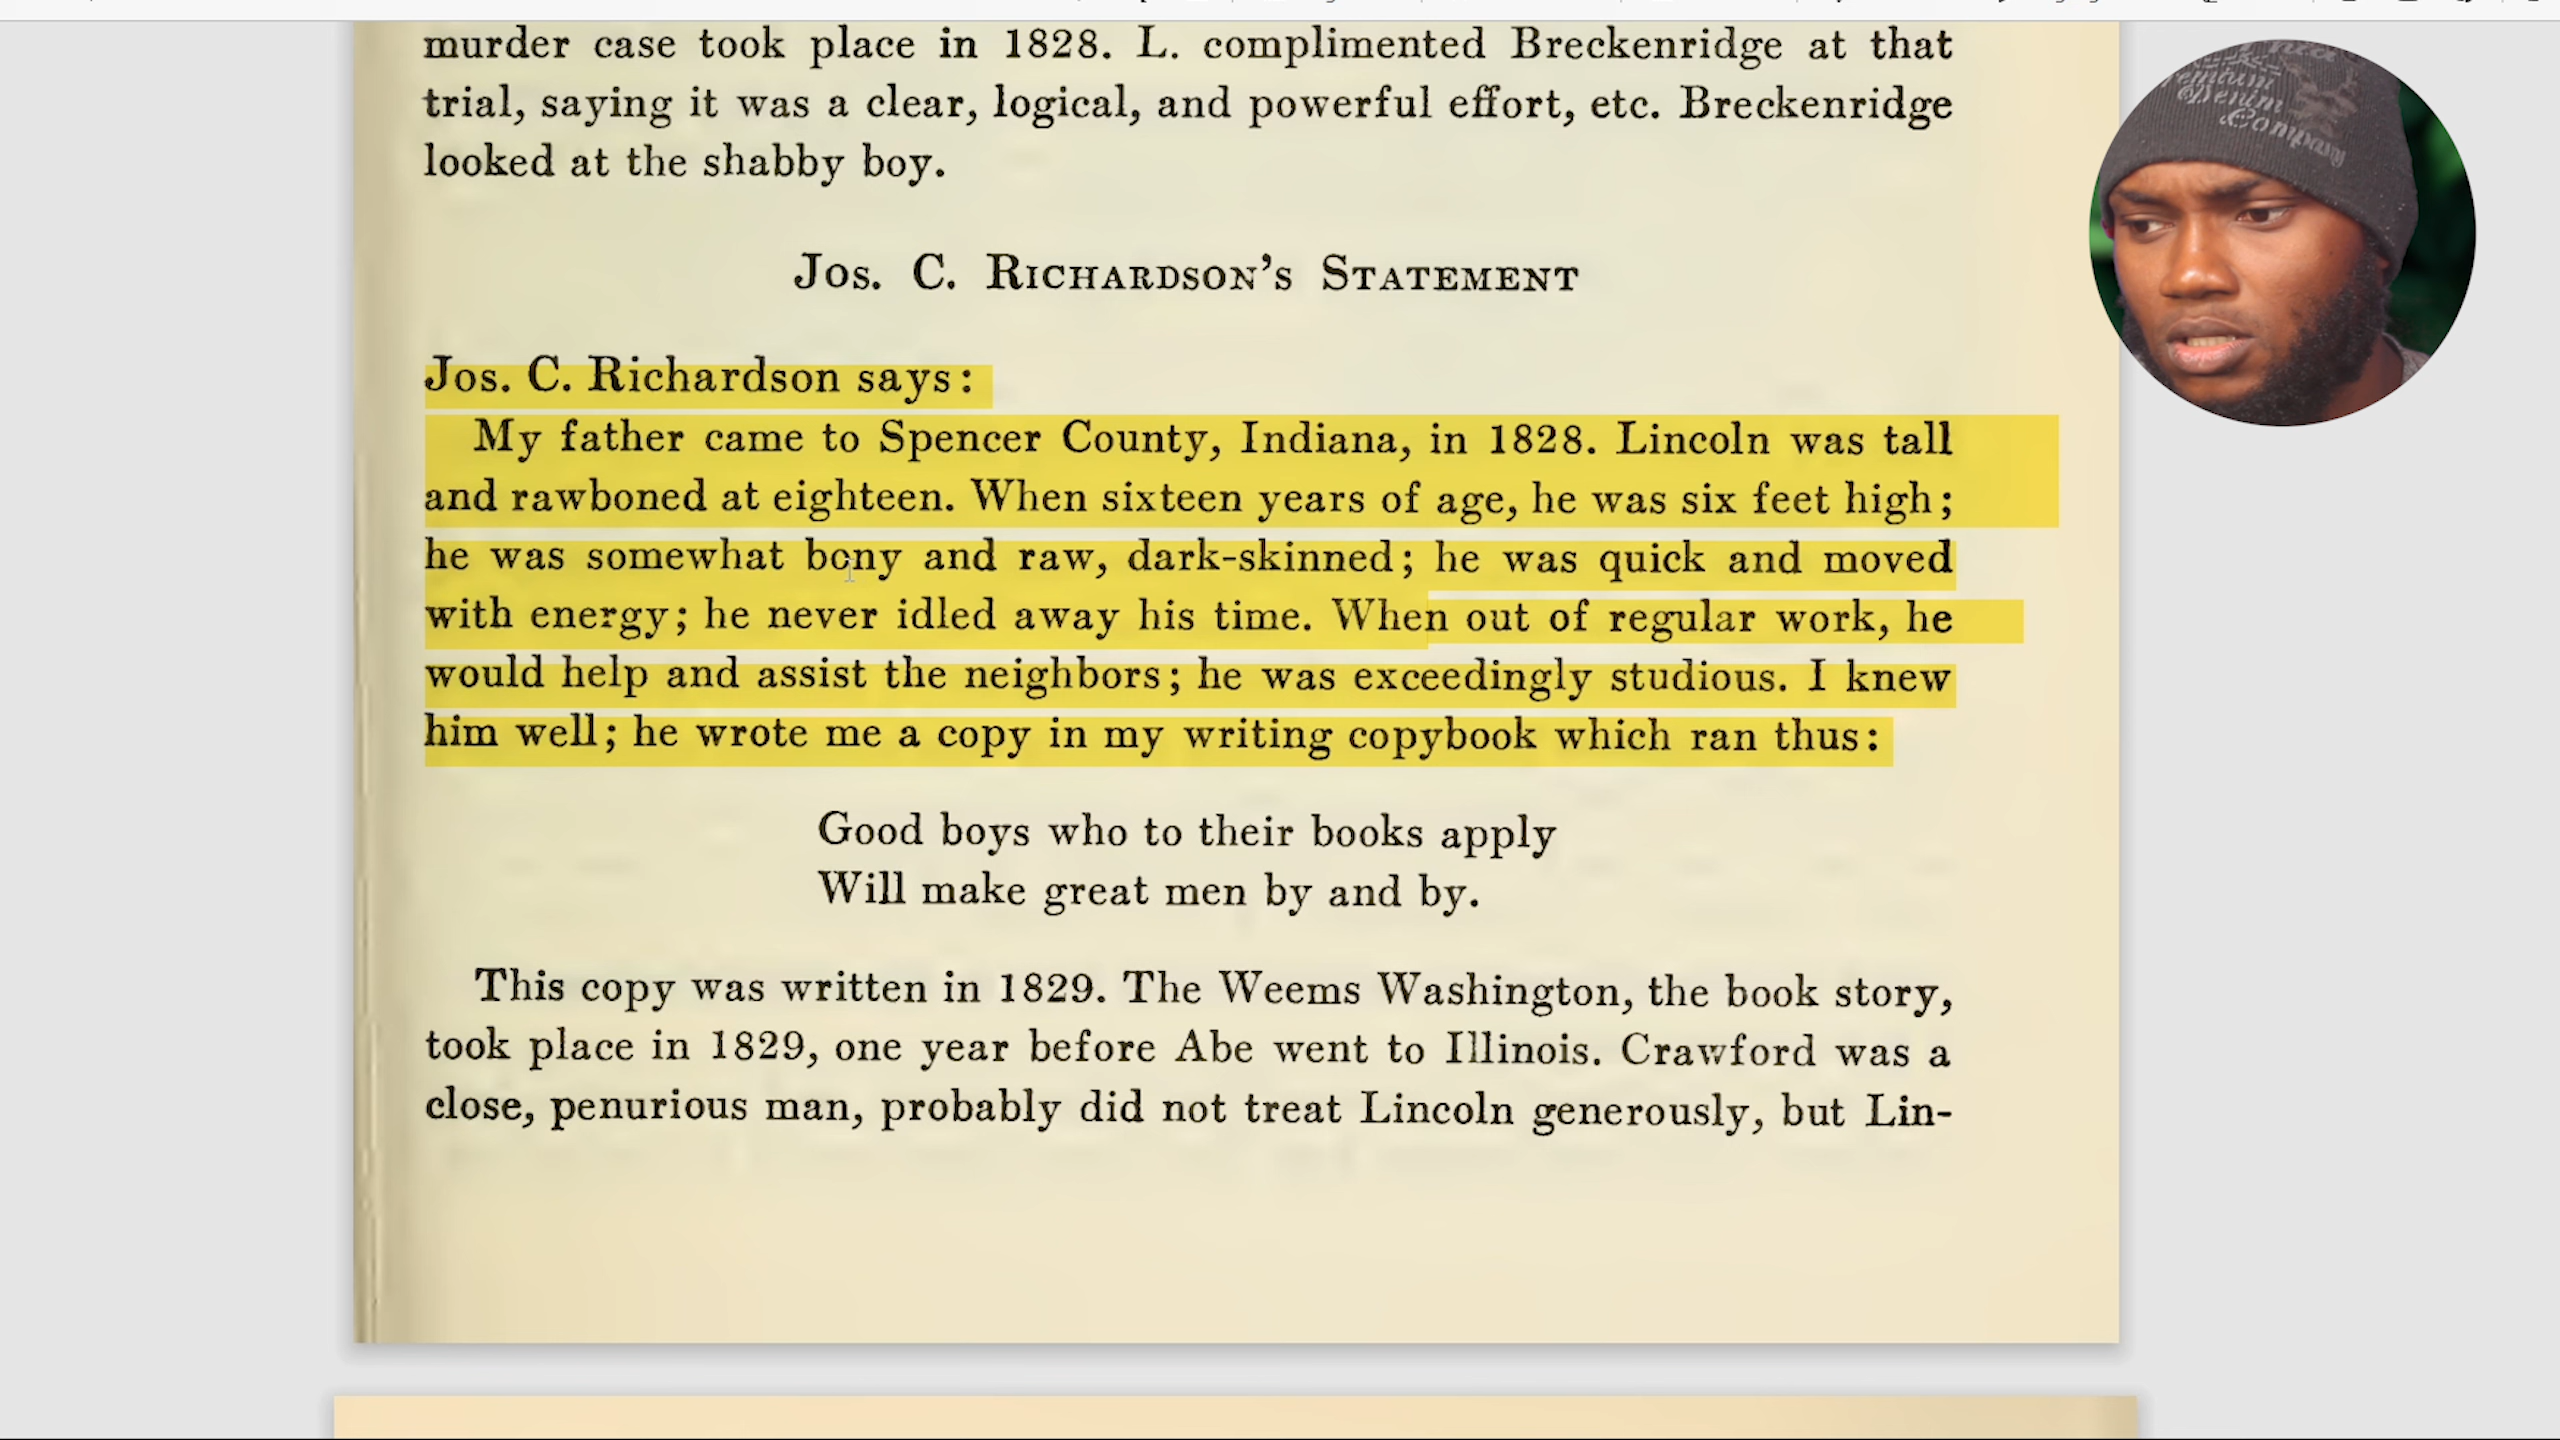 murder case took place in 1828. L. complimented Breckenridge at that
trial, saying it was a clear, logical, and powerful effort, etc. Breckenridge
looked at the shabby boy.
Jos. C. Richardson's Statement
Jos. C. Richardson says:
My father came to Spencer County, Indiana, in 1828. Lincoln was tall
and rawboned at eighteen. When sixteen years of age, he was six feet high;
he was somewhat bony and raw, dark-skinned; he was quick and moved
with energy; he never idled away his time. When out of regular work, he
would help and assist the neighbors; he was exceedingly studious. I knew
him well; he wrote me a copy in my writing copybook which ran thus:
Good boys who to their books apply
Will make great men by and by.
This copy was written in 1829. The Weems Washington, the book story,
took place in 1829, one year before Abe went to Illinois. Crawford was a
close, penurious man, probably did not treat Lincoln generously, but Lin-
Premium
Denim
Company